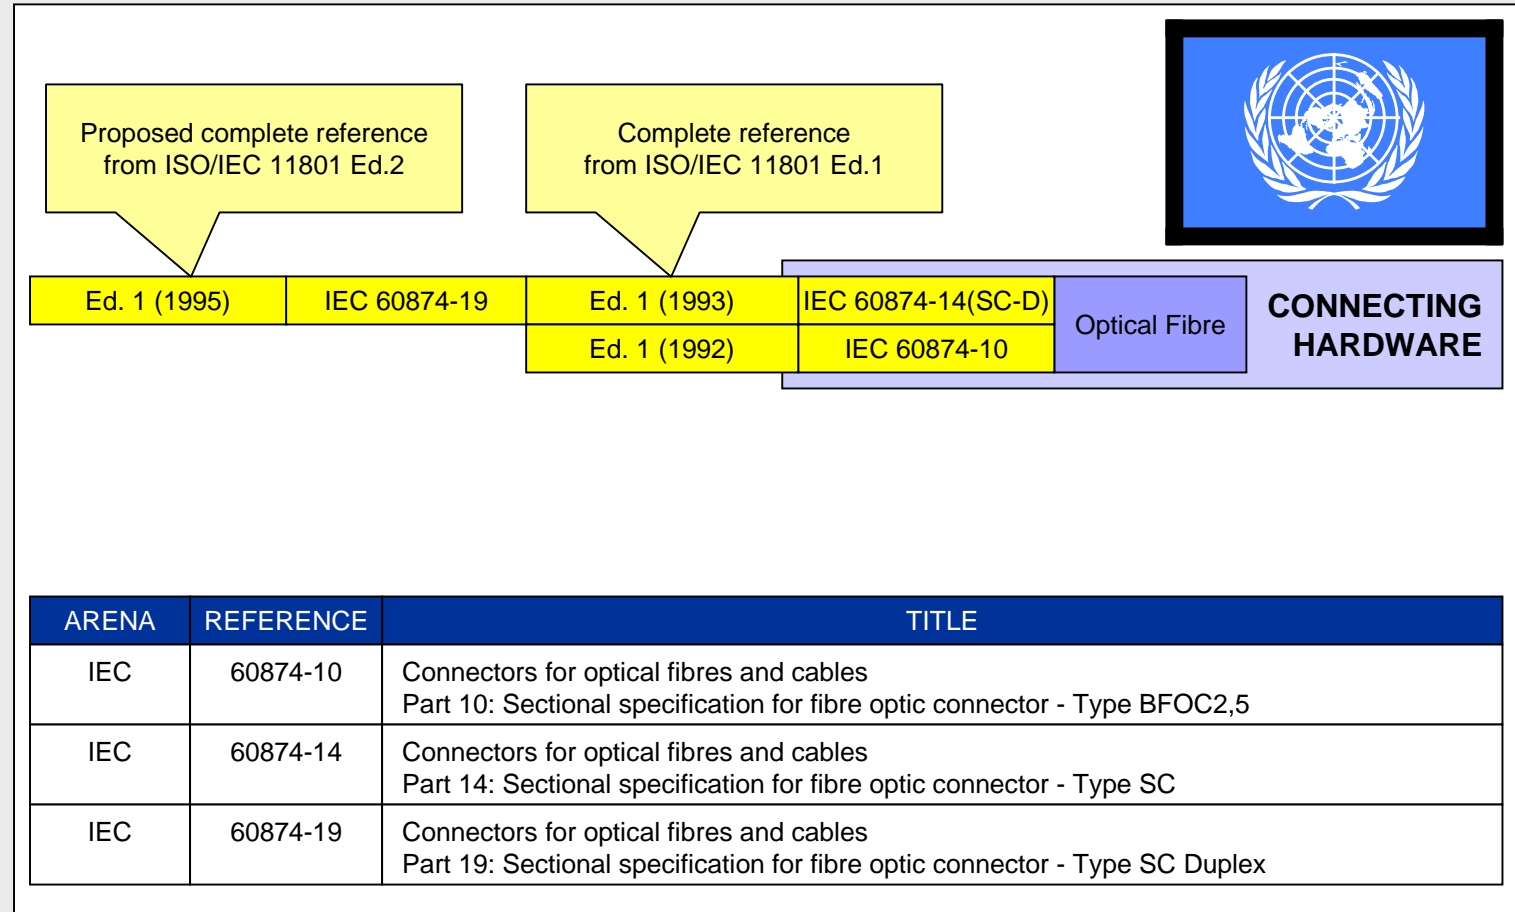 Proposed complete reference
from ISO/IEC 11801 Ed.2
Complete reference
from ISO/IEC 11801 Ed.1
Ed. 1 (1995)
IEC 60874-19
Ed. 1 (1993)
IEC 60874-14(SC-D)
Ed. 1 (1992)
IEC 60874-10
Optical Fibre
CONNECTING
HARDWARE
ARENA
REFERENCE
TITLE
IEC
60874-10
Connectors for optical fibres and cables
Part 10: Sectional specification for fibre optic connector - Type BFOC2,5
IEC
60874-14
Connectors for optical fibres and cables
Part 14: Sectional specification for fibre optic connector - Type SC
IEC
60874-19
Connectors for optical fibres and cables
Part 19: Sectional specification for fibre optic connector - Type SC Duplex